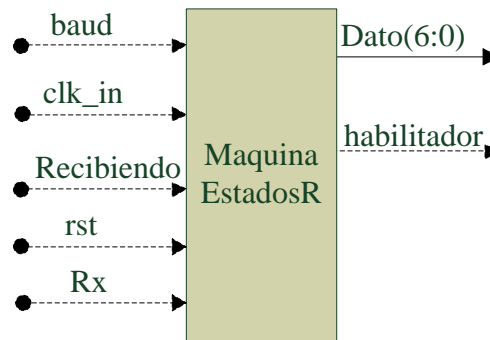 baud
clk_in
Recibiendo
rst
Rx
Maquina
EstadosR
Dato(6:0)
habilitador